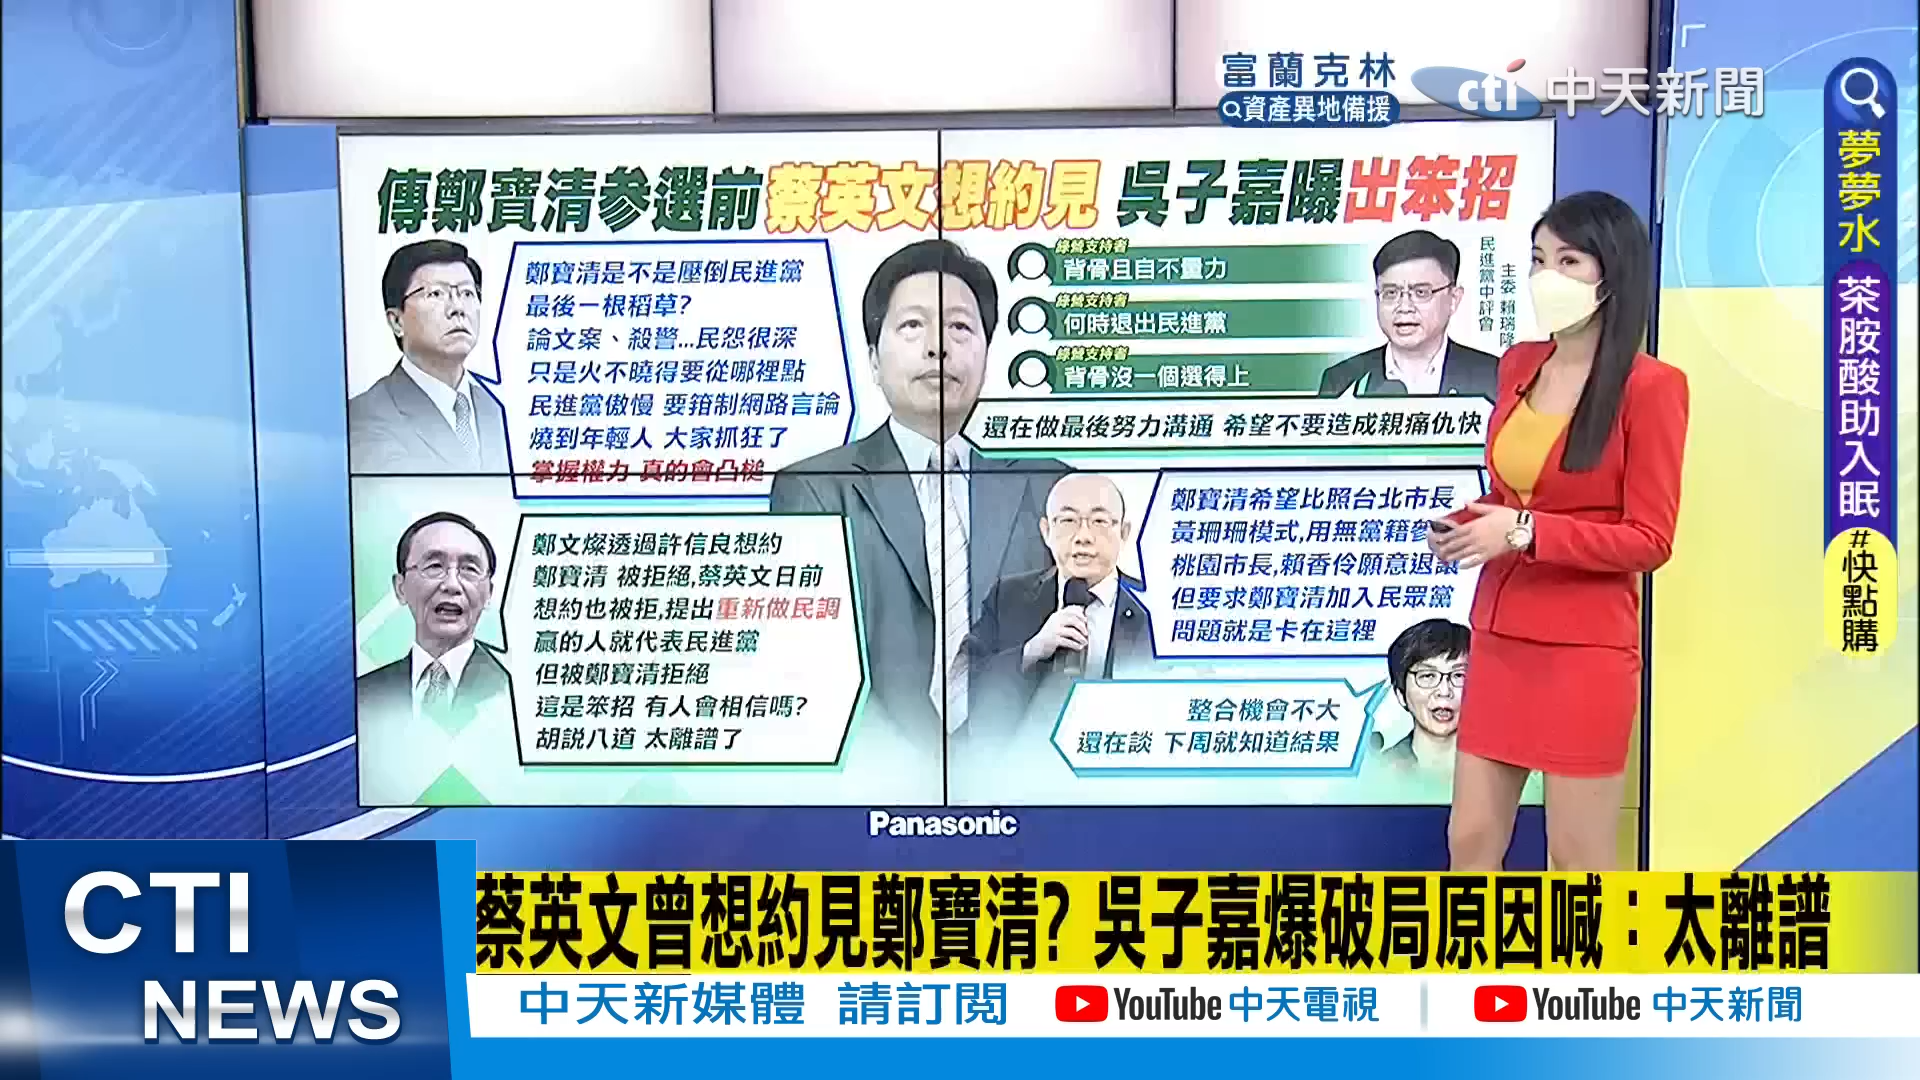 富蘭克林
資產異地備援
cti 中天新聞
夢夢水 茶胺酸助入眠 #快點購
傳鄭寶清參選前蔡英文想約見 吳子嘉曝出笨招
鄭寶清是不是壓倒民進黨
最後一根稻草?
論文案、殺警...民怨很深
只是火不曉得要從哪裡點
民進黨傲慢 要箝制網路言論
燒到年輕人 大家抓狂了
掌握權力 真的會凸槌
綠營支持者
背骨且自不量力
綠營支持者
何時退出民進黨
綠營支持者
背骨沒一個選得上
民進黨中評會
主委 賴瑞隆
還在做最後努力溝通 希望不要造成親痛仇快
鄭文燦透過許信良想約
鄭寶清 被拒絕,蔡英文日前
想約也被拒,提出重新做民調
贏的人就代表民進黨
但被鄭寶清拒絕
這是笨招 有人會相信嗎?
胡說八道 太離譜了
鄭寶清希望比照台北市長
黃珊珊模式,用無黨籍參
桃園市長,賴香伶願意退讓
但要求鄭寶清加入民眾黨
問題就是卡在這裡
整合機會不大
還在談 下周就知道結果
Panasonic
CTI
NEWS
蔡英文曾想約見鄭寶清? 吳子嘉爆破局原因喊：太離譜
中天新媒體 請訂閱 YouTube 中天電視 YouTube 中天新聞